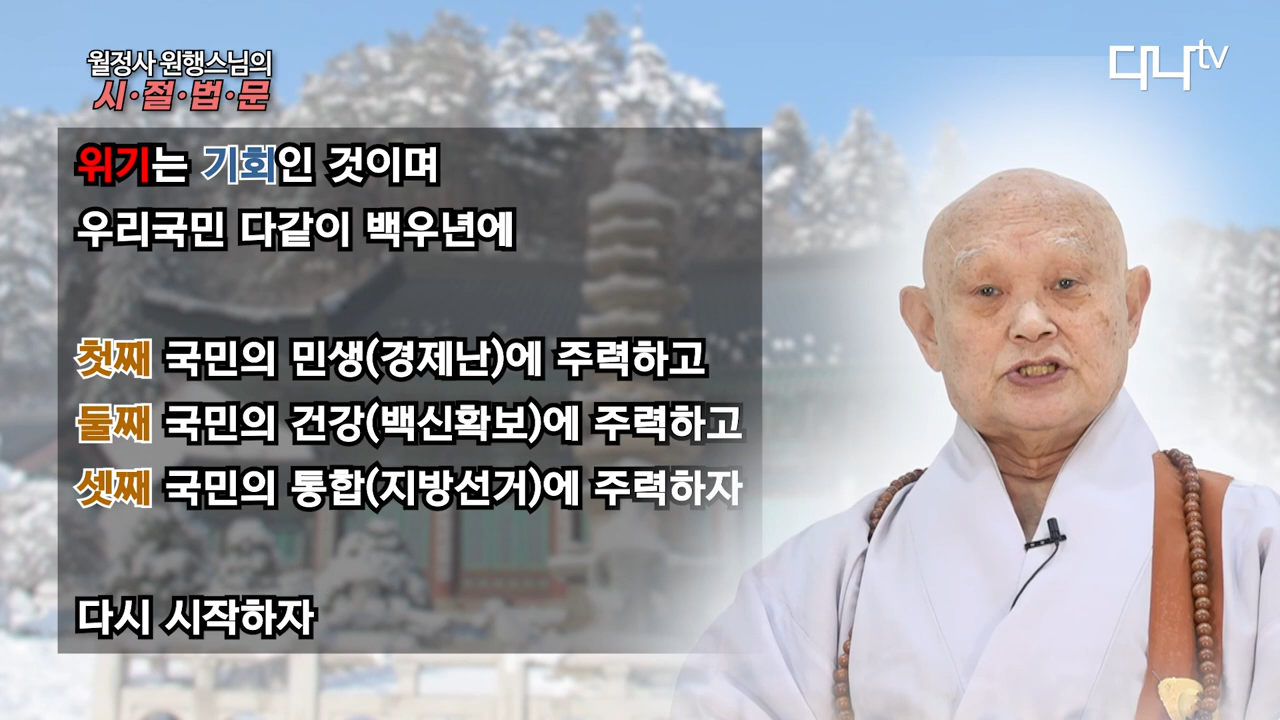 월정사 원행스님의
시·절·법·문
다나tv
위기는 기회인 것이며
우리국민 다같이 백우년에
첫째 국민의 민생(경제난)에 주력하고
둘째 국민의 건강(백신확보)에 주력하고
셋째 국민의 통합(지방선거)에 주력하자
다시 시작하자